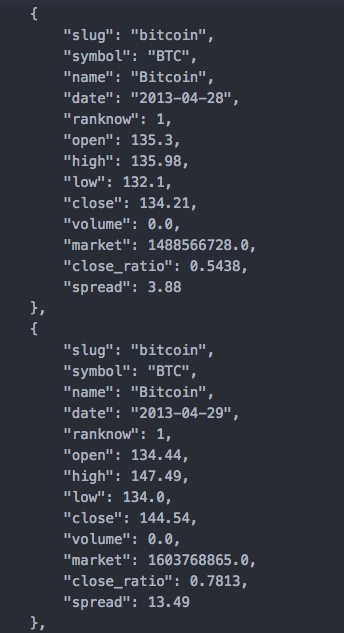 {
"slug": "bitcoin",
"symbol": "BTC",
"name": "Bitcoin",
"date": "2013-04-28",
"ranknow": 1,
"open": 135.3,
"high": 135.98,
"low": 132.1,
"close": 134.21,
"volume": 0.0,
"market": 1488566728.0,
"close_ratio": 0.5438,
"spread": 3.88
},
{
"slug": "bitcoin",
"symbol": "BTC",
"name": "Bitcoin",
"date": "2013-04-29",
"ranknow": 1,
"open": 134.44,
"high": 147.49,
"low": 134.0,
"close": 144.54,
"volume": 0.0,
"market": 1603768865.0,
"close_ratio": 0.7813,
"spread": 13.49
},